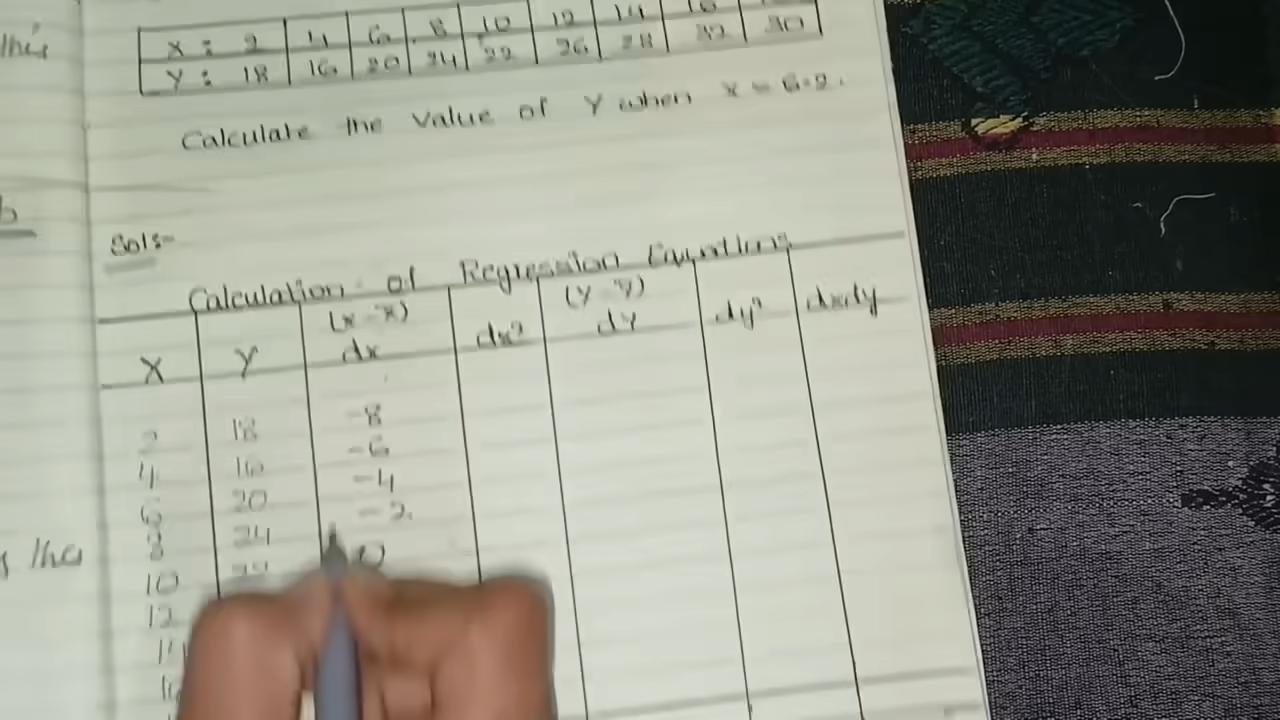 this
X : 2 4 6 8 10 12 14 16
Y : 18 16 20 24 22 26 28 32 30
Calculate the value of Y when X = 6.2.
Sol:-
Calculation of Regression Equations
X Y (x-x̄) dx dx² (y-ȳ) dy dy² dxdy
2 18 -8
4 16 -6
6 20 -4
8 24 -2
10 22 0
12
14
16